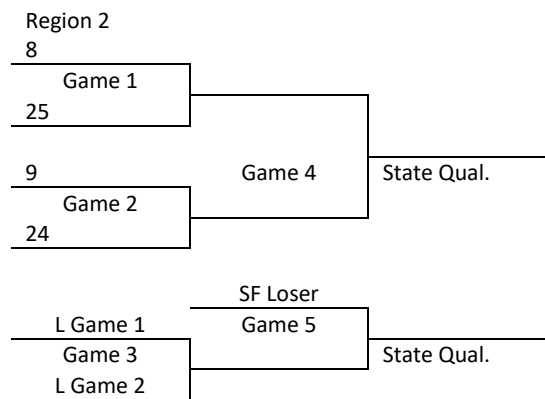 Region 2
8
Game 1
25
9
Game 4
State Qual.
Game 2
24
SF Loser
L Game 1
Game 5
Game 3
State Qual.
L Game 2